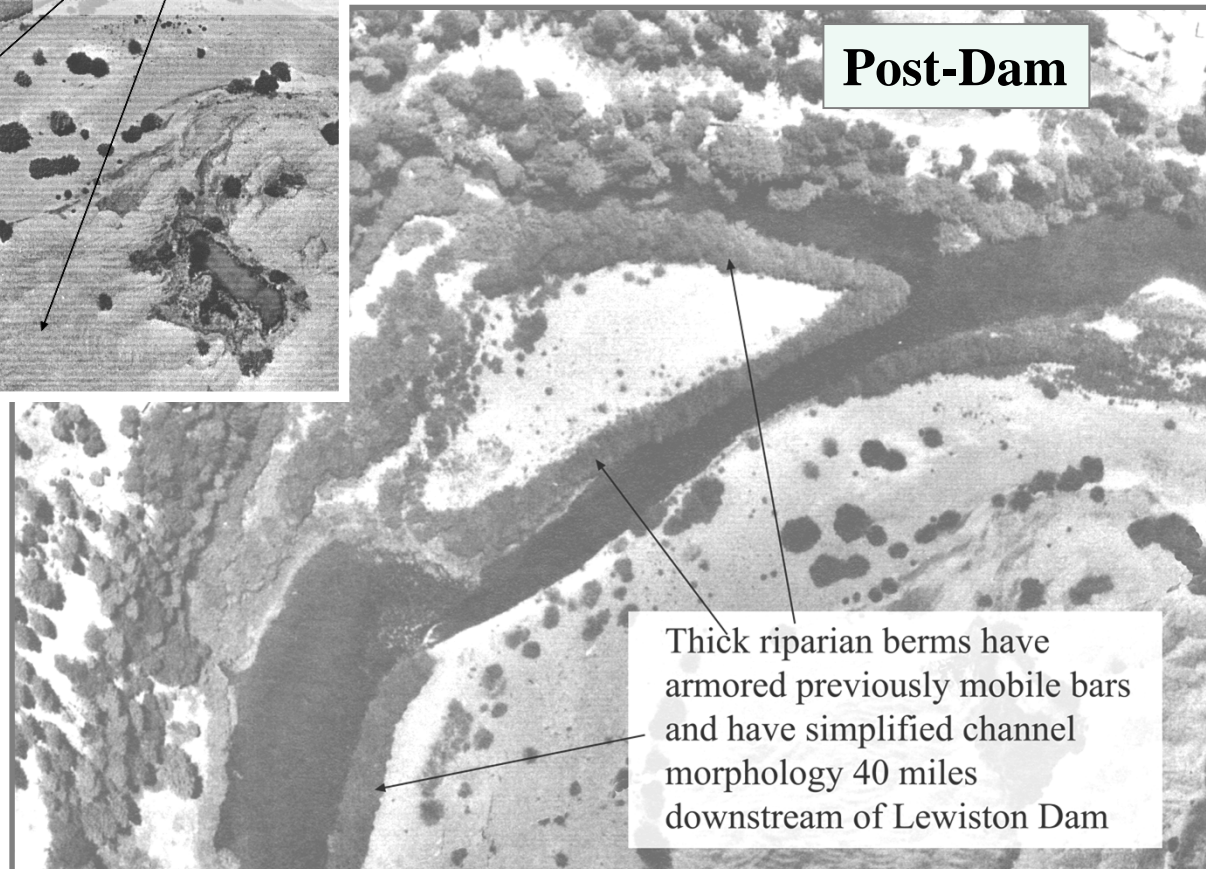 Post-Dam
Thick riparian berms have
armored previously mobile bars
and have simplified channel
morphology 40 miles
downstream of Lewiston Dam